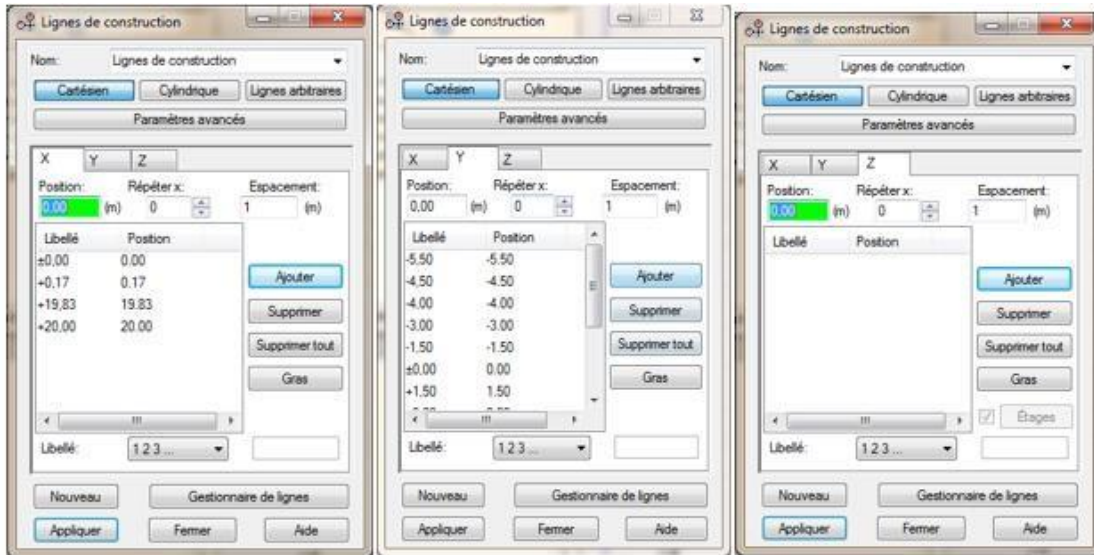 Lignes de construction
Nom: Lignes de construction
Cartésien Cylindrique Lignes arbitraires
Paramètres avancés
X Y Z
Position: Répéter x: Espacement:
0,00 (m) 0 1 (m)
Libellé Position
±0,00 0.00
+0,17 0.17
+19,83 19.83
+20,00 20.00
Ajouter
Supprimer
Supprimer tout
Gras
Libellé: 1 2 3 ...
Nouveau Gestionnaire de lignes
Appliquer Fermer Aide
Lignes de construction
Nom: Lignes de construction
Cartésien Cylindrique Lignes arbitraires
Paramètres avancés
X Y Z
Position: Répéter x: Espacement:
0,00 (m) 0 1 (m)
Libellé Position
-5.50 -5.50
-4.50 -4.50
-4.00 -4.00
-3.00 -3.00
-1.50 -1.50
±0,00 0.00
+1.50 1.50
Ajouter
Supprimer
Supprimer tout
Gras
Libellé: 1 2 3 ...
Nouveau Gestionnaire de lignes
Appliquer Fermer Aide
Lignes de construction
Nom: Lignes de construction
Cartésien Cylindrique Lignes arbitraires
Paramètres avancés
X Y Z
Position: Répéter x: Espacement:
0,00 (m) 0 1 (m)
Libellé Position
Ajouter
Supprimer
Supprimer tout
Gras
Étages
Libellé: 1 2 3 ...
Nouveau Gestionnaire de lignes
Appliquer Fermer Aide